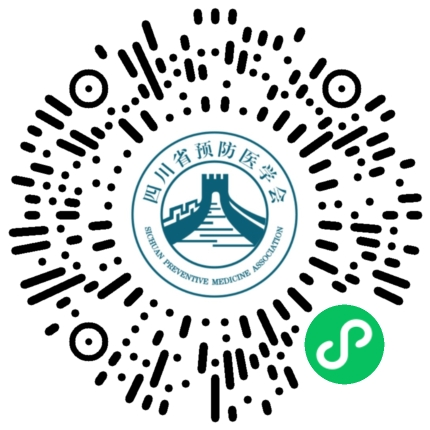 四川省预防医学会
SICHUAN PREVENTIVE MEDICINE ASSOCIATION